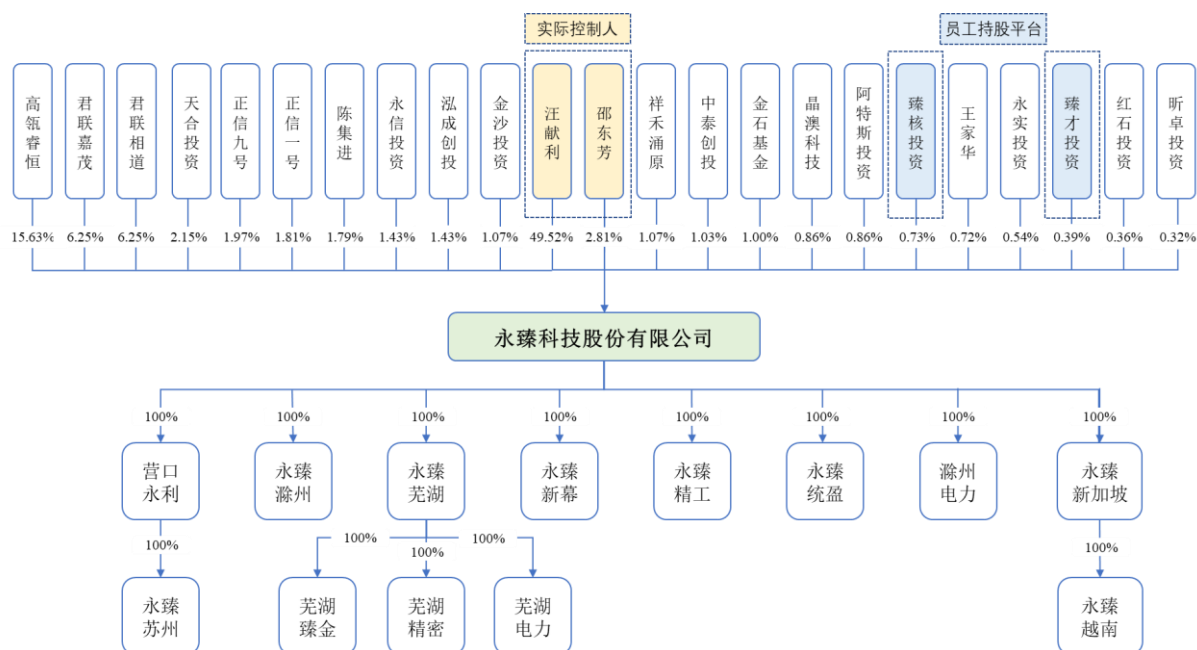 实际控制人
员工持股平台
高瓴睿恒
君联嘉茂
君联相道
天合投资
正信九号
正信一号
陈集进
永信投资
泓成创投
金沙投资
汪献利
邵东芳
祥禾涌原
中泰创投
金石基金
晶澳科技
阿特斯投资
臻核投资
王家华
永实投资
臻才投资
红石投资
昕卓投资
15.63%
6.25%
6.25%
2.15%
1.97%
1.81%
1.79%
1.43%
1.43%
1.07%
49.52%
2.81%
1.07%
1.03%
1.00%
0.86%
0.86%
0.73%
0.72%
0.54%
0.39%
0.36%
0.32%
永臻科技股份有限公司
100%
100%
100%
100%
100%
100%
100%
100%
营口
永利
永臻
滁州
永臻
芜湖
永臻
新幕
永臻
精工
永臻
统盈
滁州
电力
永臻
新加坡
100%
100%
100%
100%
100%
永臻
苏州
芜湖
臻金
芜湖
精密
芜湖
电力
永臻
越南